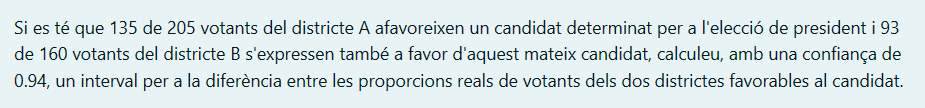 Si es té que 135 de 205 votants del districte A afavoreixen un candidat determinat per a l'elecció de president i 93
de 160 votants del districte B s'expressen també a favor d'aquest mateix candidat, calculeu, amb una confiança de
0.94, un interval per a la diferència entre les proporcions reals de votants dels dos districtes favorables al candidat.